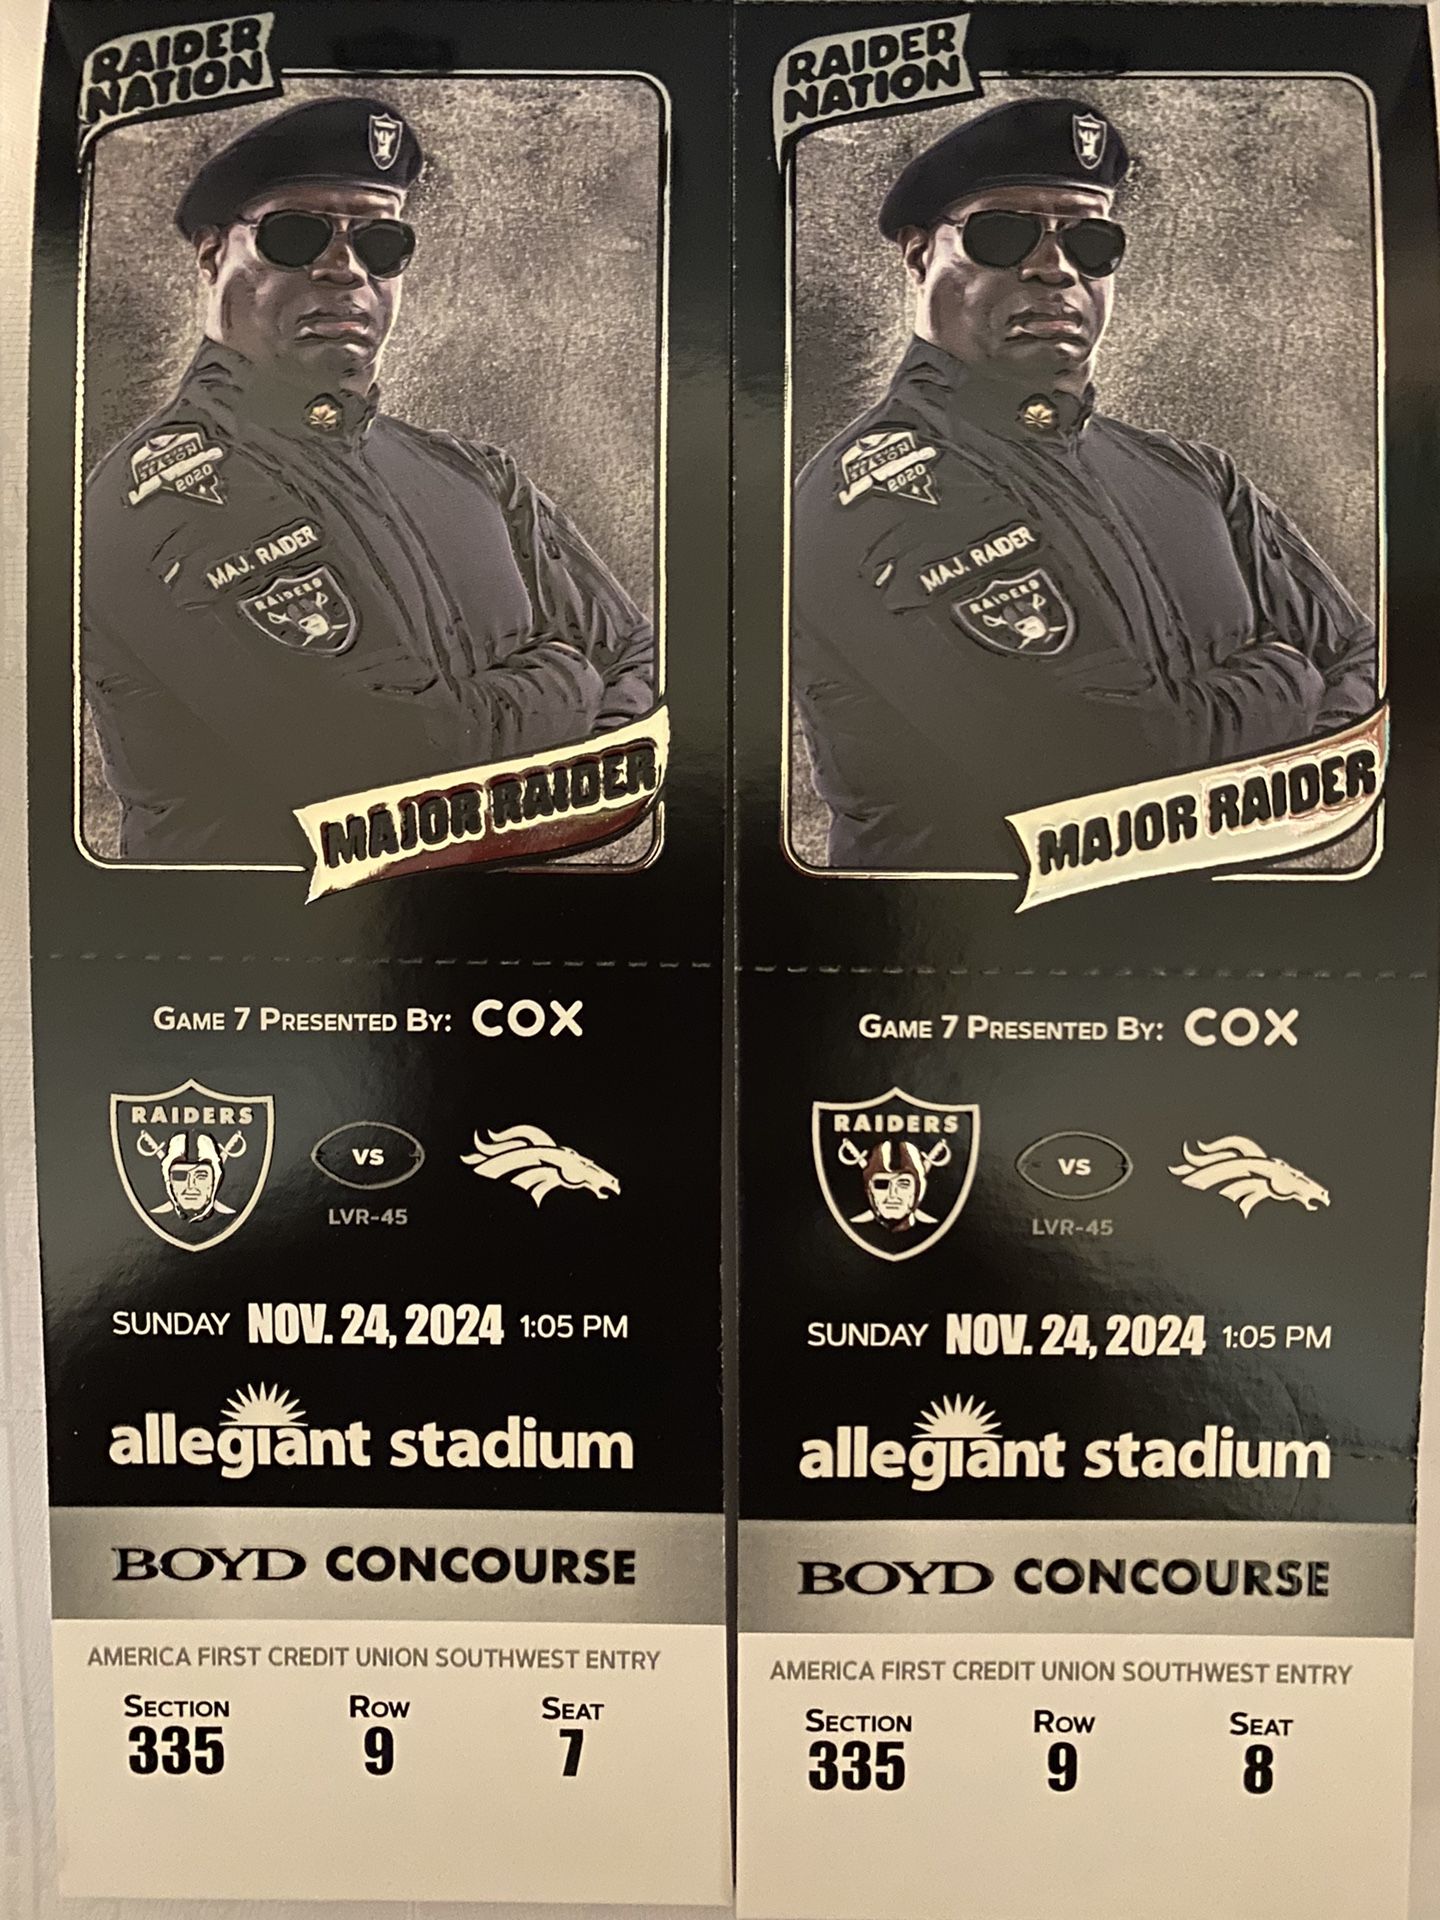 RAIDER
NATION
SEASON
2020
MAJ. RAIDER
RAIDERS
MAJOR RAIDER
GAME 7 PRESENTED BY: COX
RAIDERS
VS
LVR-45
SUNDAY NOV. 24, 2024 1:05 PM
allegiant stadium
BOYD CONCOURSE
AMERICA FIRST CREDIT UNION SOUTHWEST ENTRY
SECTION ROW SEAT
335 9 7
RAIDER
NATION
SEASON
2020
MAJ. RAIDER
RAIDERS
MAJOR RAIDER
GAME 7 PRESENTED BY: COX
RAIDERS
VS
LVR-45
SUNDAY NOV. 24, 2024 1:05 PM
allegiant stadium
BOYD CONCOURSE
AMERICA FIRST CREDIT UNION SOUTHWEST ENTRY
SECTION ROW SEAT
335 9 8